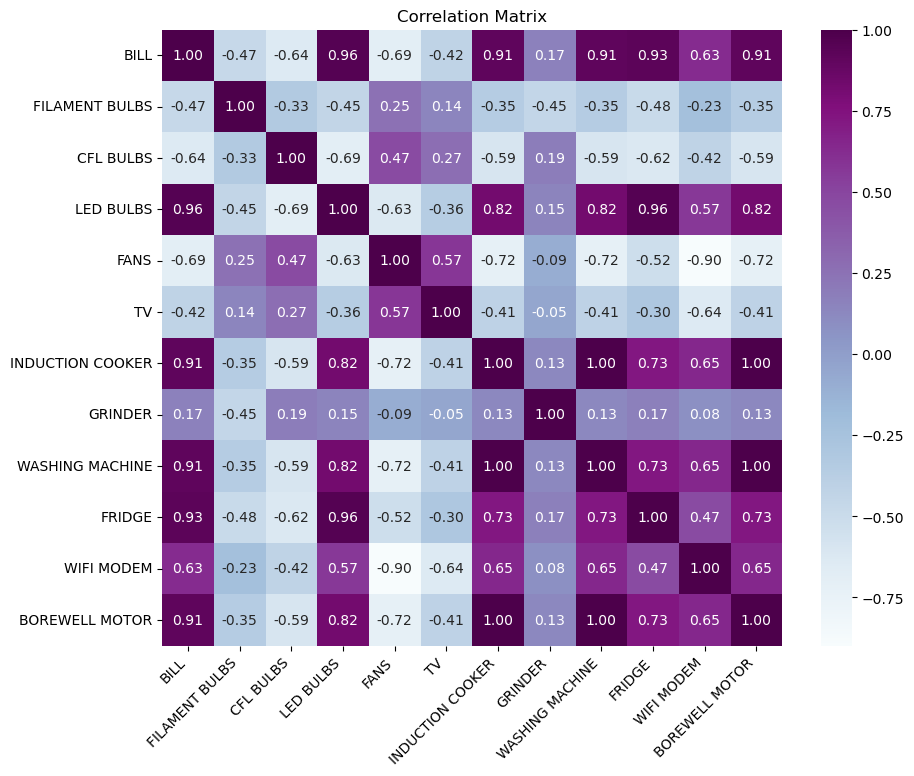 Correlation Matrix
BILL 1.00 -0.47 -0.64 0.96 -0.69 -0.42 0.91 0.17 0.91 0.93 0.63 0.91
FILAMENT BULBS -0.47 1.00 -0.33 -0.45 0.25 0.14 -0.35 -0.45 -0.35 -0.48 -0.23 -0.35
CFL BULBS -0.64 -0.33 1.00 -0.69 0.47 0.27 -0.59 0.19 -0.59 -0.62 -0.42 -0.59
LED BULBS 0.96 -0.45 -0.69 1.00 -0.63 -0.36 0.82 0.15 0.82 0.96 0.57 0.82
FANS -0.69 0.25 0.47 -0.63 1.00 0.57 -0.72 -0.09 -0.72 -0.52 -0.90 -0.72
TV -0.42 0.14 0.27 -0.36 0.57 1.00 -0.41 -0.05 -0.41 -0.30 -0.64 -0.41
INDUCTION COOKER 0.91 -0.35 -0.59 0.82 -0.72 -0.41 1.00 0.13 1.00 0.73 0.65 1.00
GRINDER 0.17 -0.45 0.19 0.15 -0.09 -0.05 0.13 1.00 0.13 0.17 0.08 0.13
WASHING MACHINE 0.91 -0.35 -0.59 0.82 -0.72 -0.41 1.00 0.13 1.00 0.73 0.65 1.00
FRIDGE 0.93 -0.48 -0.62 0.96 -0.52 -0.30 0.73 0.17 0.73 1.00 0.47 0.73
WIFI MODEM 0.63 -0.23 -0.42 0.57 -0.90 -0.64 0.65 0.08 0.65 0.47 1.00 0.65
BOREWELL MOTOR 0.91 -0.35 -0.59 0.82 -0.72 -0.41 1.00 0.13 1.00 0.73 0.65 1.00
BILL
FILAMENT BULBS
CFL BULBS
LED BULBS
FANS
TV
INDUCTION COOKER
GRINDER
WASHING MACHINE
FRIDGE
WIFI MODEM
BOREWELL MOTOR
1.00
0.75
0.50
0.25
0.00
−0.25
−0.50
−0.75